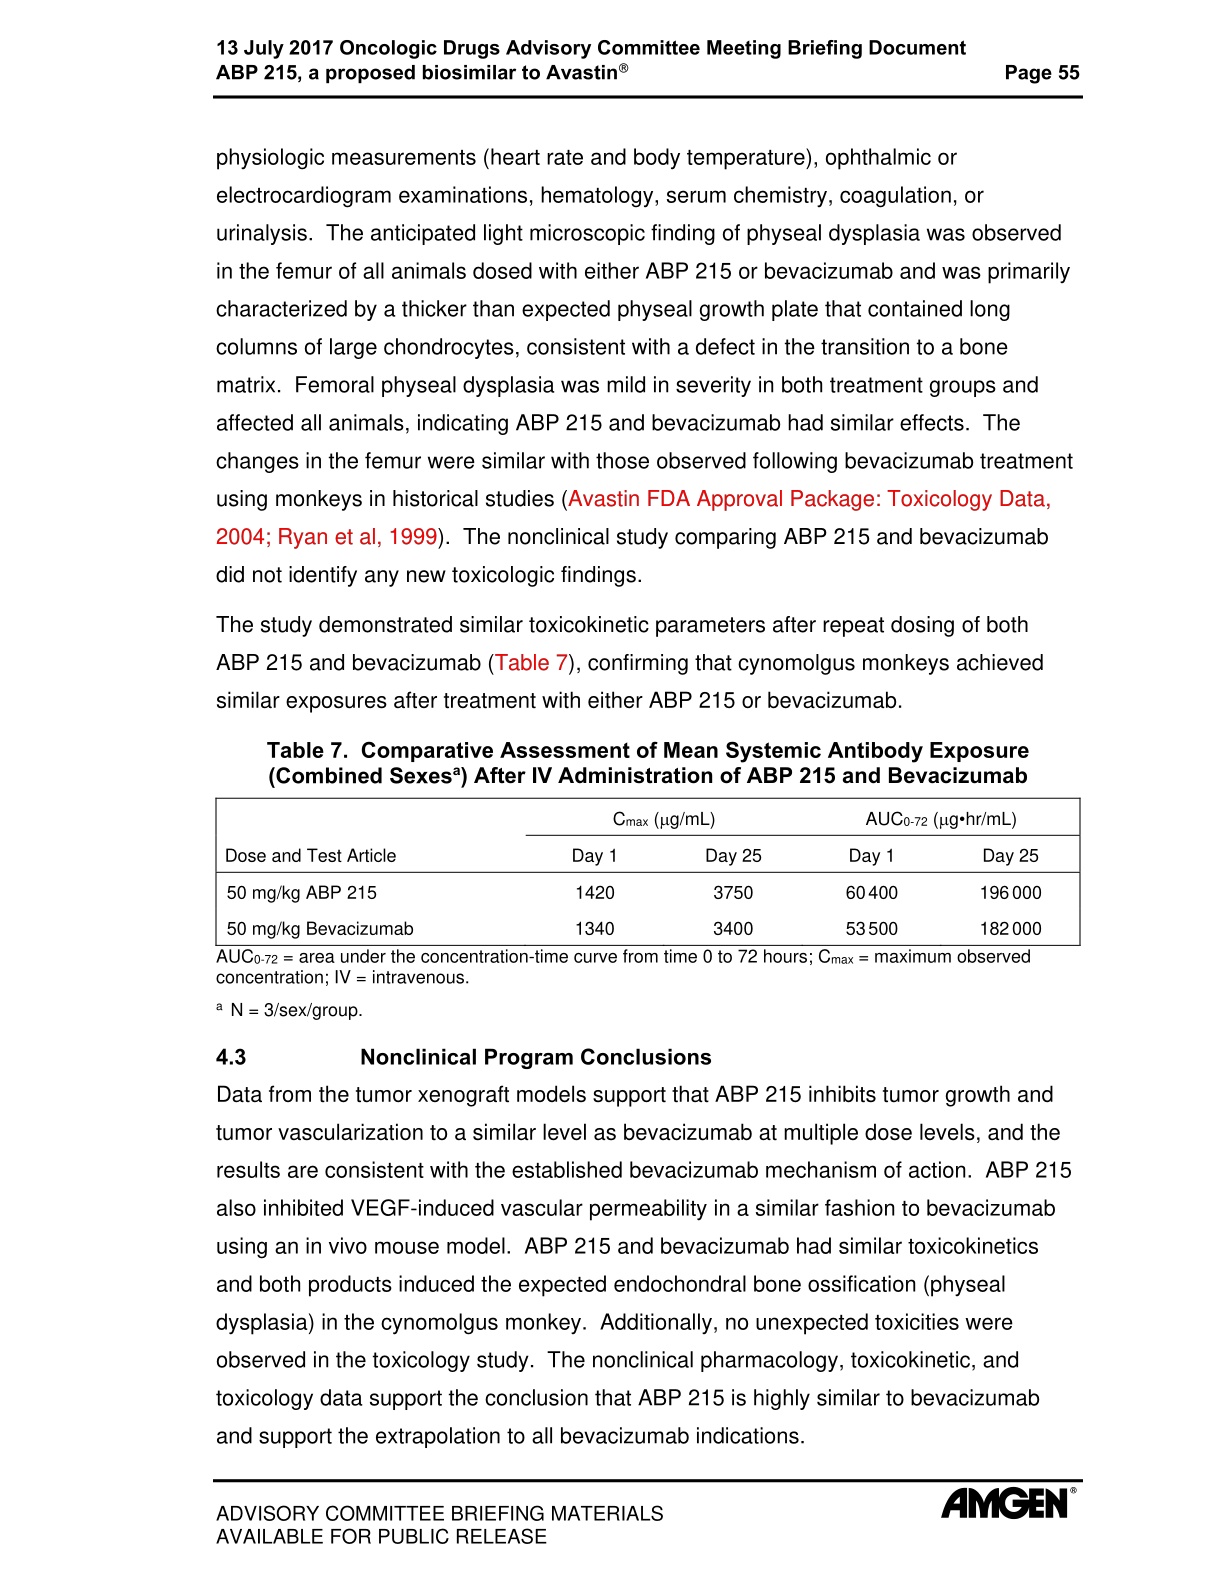 13 July 2017 Oncologic Drugs Advisory Committee Meeting Briefing Document
ABP 215, a proposed biosimilar to Avastin® Page 55
physiologic measurements (heart rate and body temperature), ophthalmic or
electrocardiogram examinations, hematology, serum chemistry, coagulation, or
urinalysis. The anticipated light microscopic finding of physeal dysplasia was observed
in the femur of all animals dosed with either ABP 215 or bevacizumab and was primarily
characterized by a thicker than expected physeal growth plate that contained long
columns of large chondrocytes, consistent with a defect in the transition to a bone
matrix. Femoral physeal dysplasia was mild in severity in both treatment groups and
affected all animals, indicating ABP 215 and bevacizumab had similar effects. The
changes in the femur were similar with those observed following bevacizumab treatment
using monkeys in historical studies (Avastin FDA Approval Package: Toxicology Data,
2004; Ryan et al, 1999). The nonclinical study comparing ABP 215 and bevacizumab
did not identify any new toxicologic findings.
The study demonstrated similar toxicokinetic parameters after repeat dosing of both
ABP 215 and bevacizumab (Table 7), confirming that cynomolgus monkeys achieved
similar exposures after treatment with either ABP 215 or bevacizumab.
Table 7. Comparative Assessment of Mean Systemic Antibody Exposure
(Combined Sexesᵃ) After IV Administration of ABP 215 and Bevacizumab
Cmax (μg/mL) AUC0-72 (μg•hr/mL)
Dose and Test Article Day 1 Day 25 Day 1 Day 25
50 mg/kg ABP 215 1420 3750 60 400 196 000
50 mg/kg Bevacizumab 1340 3400 53 500 182 000
AUC0-72 = area under the concentration-time curve from time 0 to 72 hours; Cmax = maximum observed
concentration; IV = intravenous.
ᵃ N = 3/sex/group.
4.3 Nonclinical Program Conclusions
Data from the tumor xenograft models support that ABP 215 inhibits tumor growth and
tumor vascularization to a similar level as bevacizumab at multiple dose levels, and the
results are consistent with the established bevacizumab mechanism of action. ABP 215
also inhibited VEGF-induced vascular permeability in a similar fashion to bevacizumab
using an in vivo mouse model. ABP 215 and bevacizumab had similar toxicokinetics
and both products induced the expected endochondral bone ossification (physeal
dysplasia) in the cynomolgus monkey. Additionally, no unexpected toxicities were
observed in the toxicology study. The nonclinical pharmacology, toxicokinetic, and
toxicology data support the conclusion that ABP 215 is highly similar to bevacizumab
and support the extrapolation to all bevacizumab indications.
ADVISORY COMMITTEE BRIEFING MATERIALS
AVAILABLE FOR PUBLIC RELEASE
AMGEN®